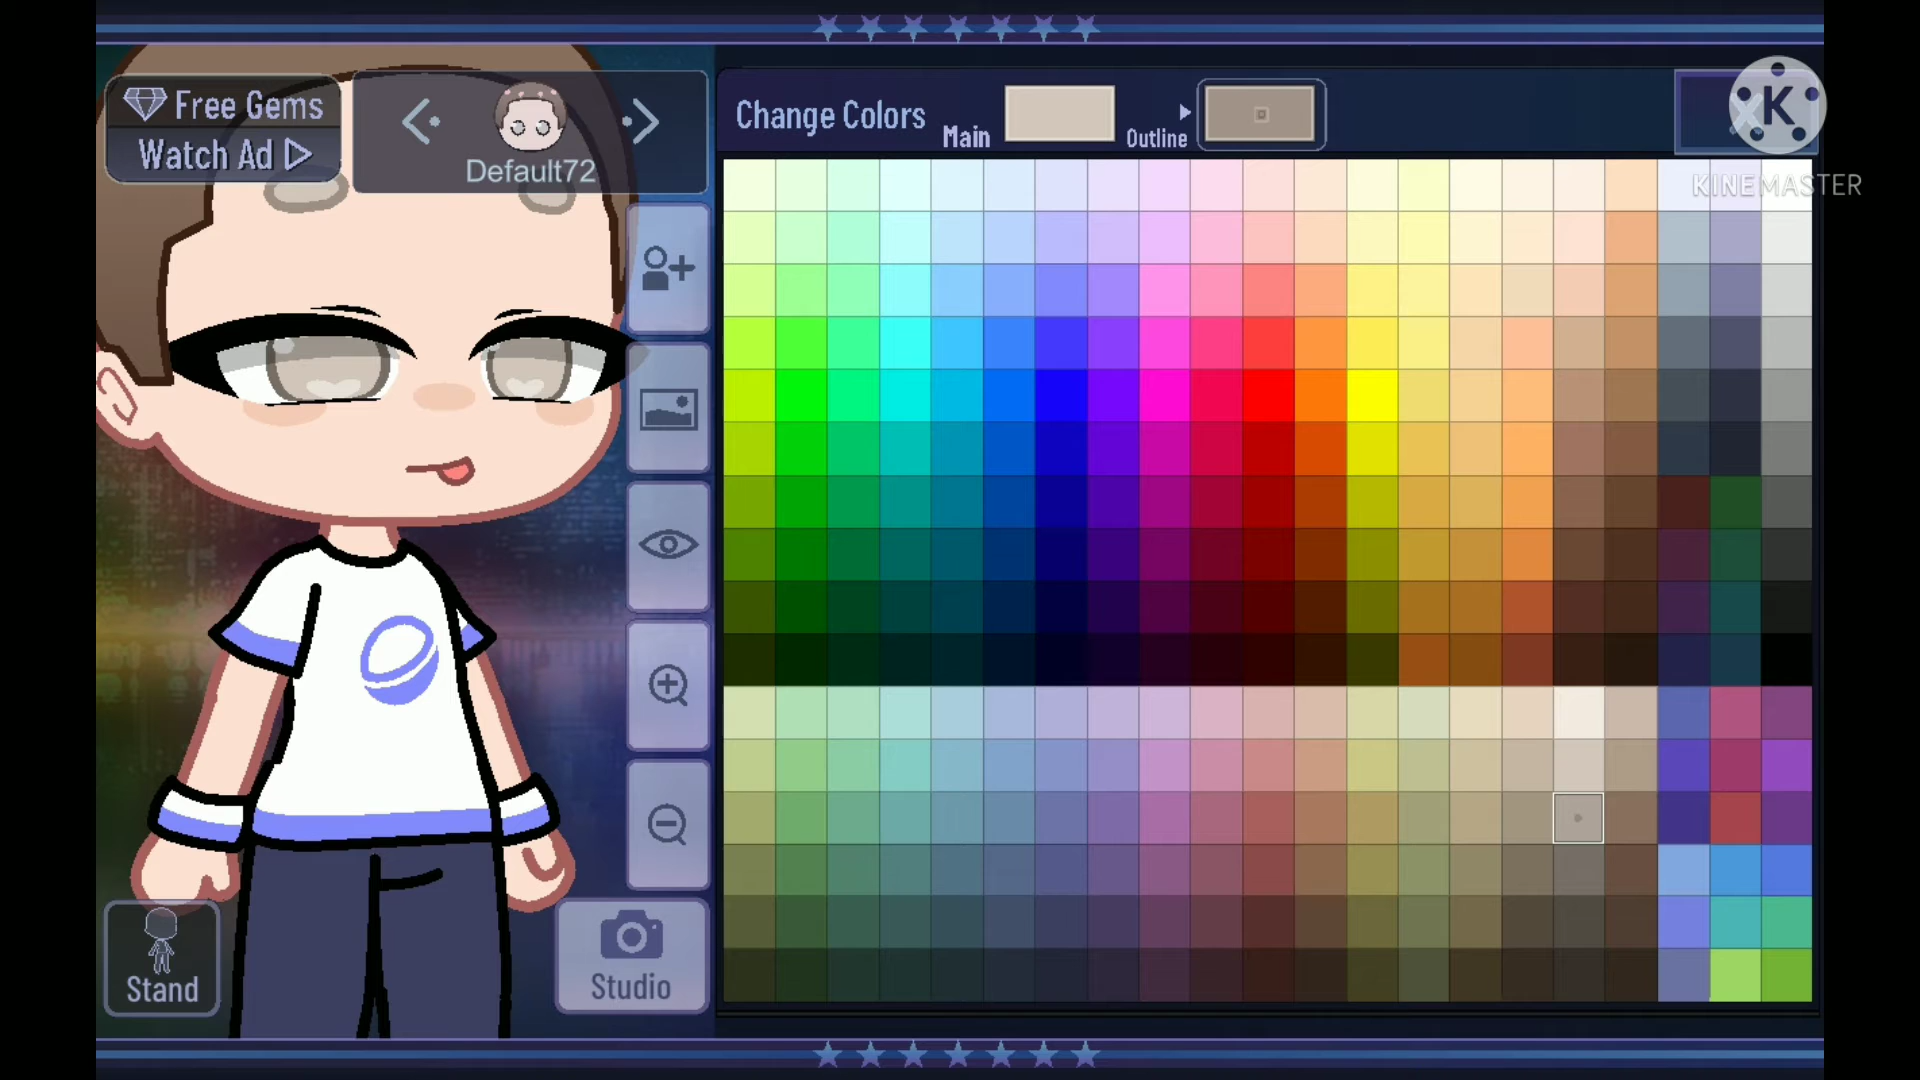 Free Gems
Watch Ad
Default72
Change Colors
Main
Outline
K
KINEMASTER
Stand
Studio